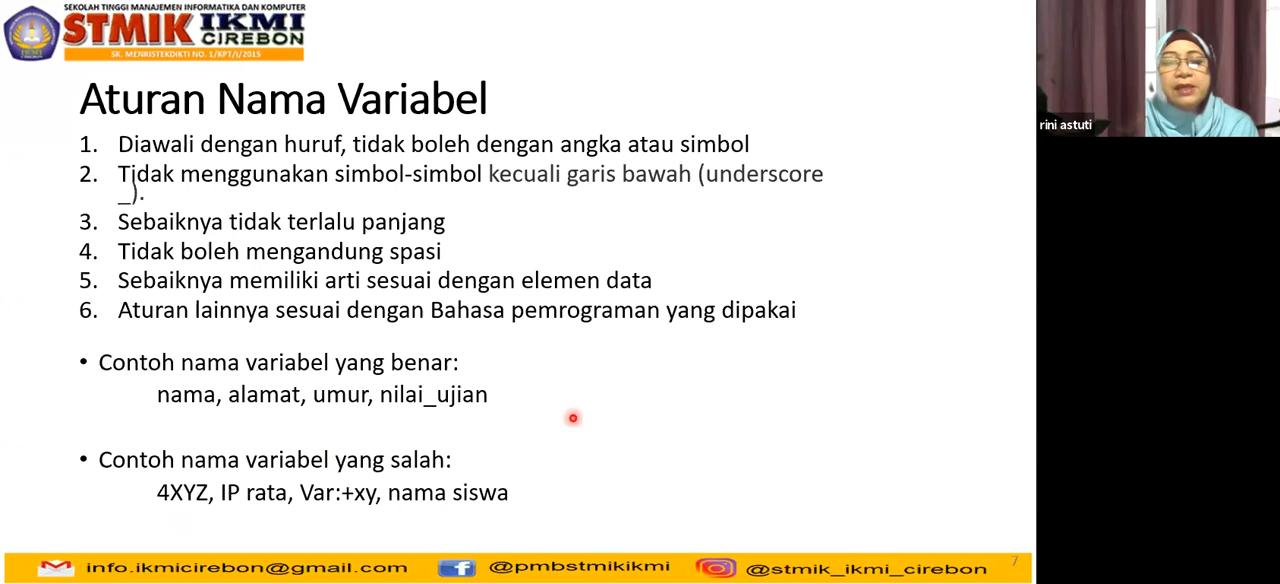 SEKOLAH TINGGI MANAJEMEN INFORMATIKA DAN KOMPUTER
STMIK IKMI
CIREBON
SK. MENRISTEKDIKTI NO. 1/KPT/I/2015
rini astuti
Aturan Nama Variabel
1. Diawali dengan huruf, tidak boleh dengan angka atau simbol
2. Tidak menggunakan simbol-simbol kecuali garis bawah (underscore
_).
3. Sebaiknya tidak terlalu panjang
4. Tidak boleh mengandung spasi
5. Sebaiknya memiliki arti sesuai dengan elemen data
6. Aturan lainnya sesuai dengan Bahasa pemrograman yang dipakai
• Contoh nama variabel yang benar:
nama, alamat, umur, nilai_ujian
• Contoh nama variabel yang salah:
4XYZ, IP rata, Var:+xy, nama siswa
7
info.ikmicirebon@gmail.com @pmbstmikikmi @stmik_ikmi_cirebon